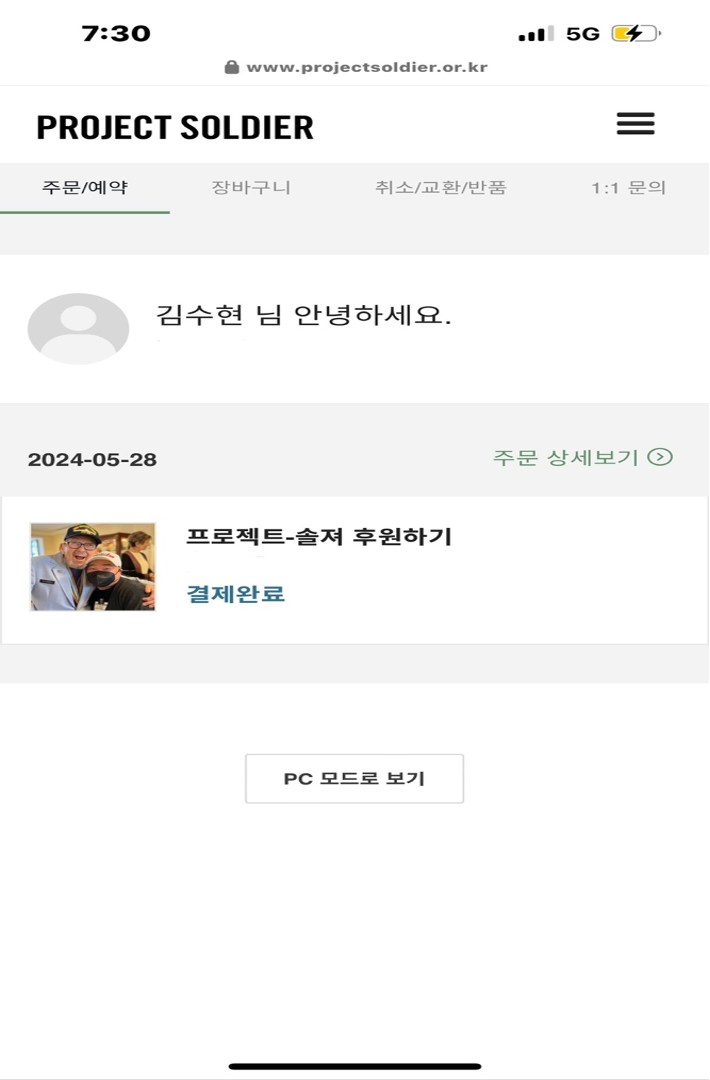 7:30
5G
www.projectsoldier.or.kr
PROJECT SOLDIER
주문/예약 장바구니 취소/교환/반품 1:1 문의
김수현 님 안녕하세요.
2024-05-28 주문 상세보기
프로젝트-솔져 후원하기
결제완료
PC 모드로 보기